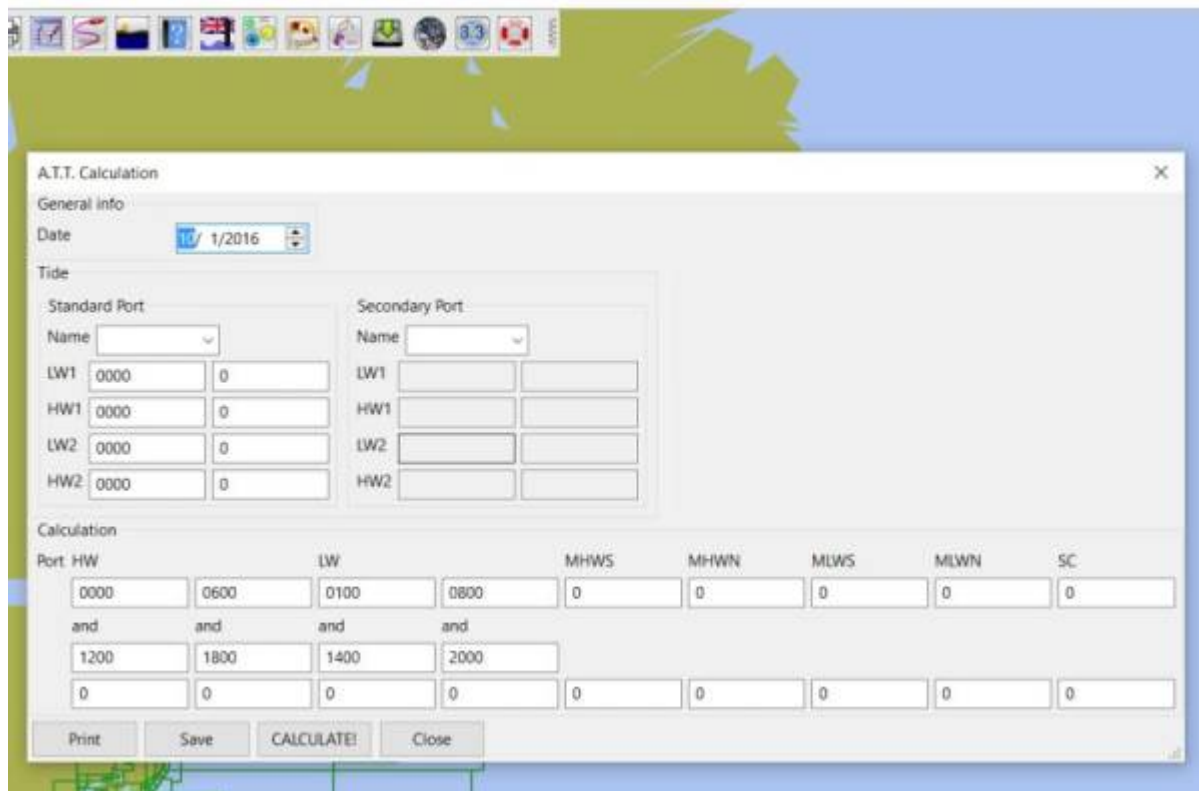 8.3
A.T.T. Calculation
General info
Date 10/ 1/2016
Tide
Standard Port Secondary Port
Name Name
LW1 0000 0 LW1
HW1 0000 0 HW1
LW2 0000 0 LW2
HW2 0000 0 HW2
Calculation
Port HW LW MHWS MHWN MLWS MLWN SC
0000 0600 0100 0800 0 0 0 0 0
and and and and
1200 1800 1400 2000
0 0 0 0 0 0 0 0 0
Print Save CALCULATE! Close